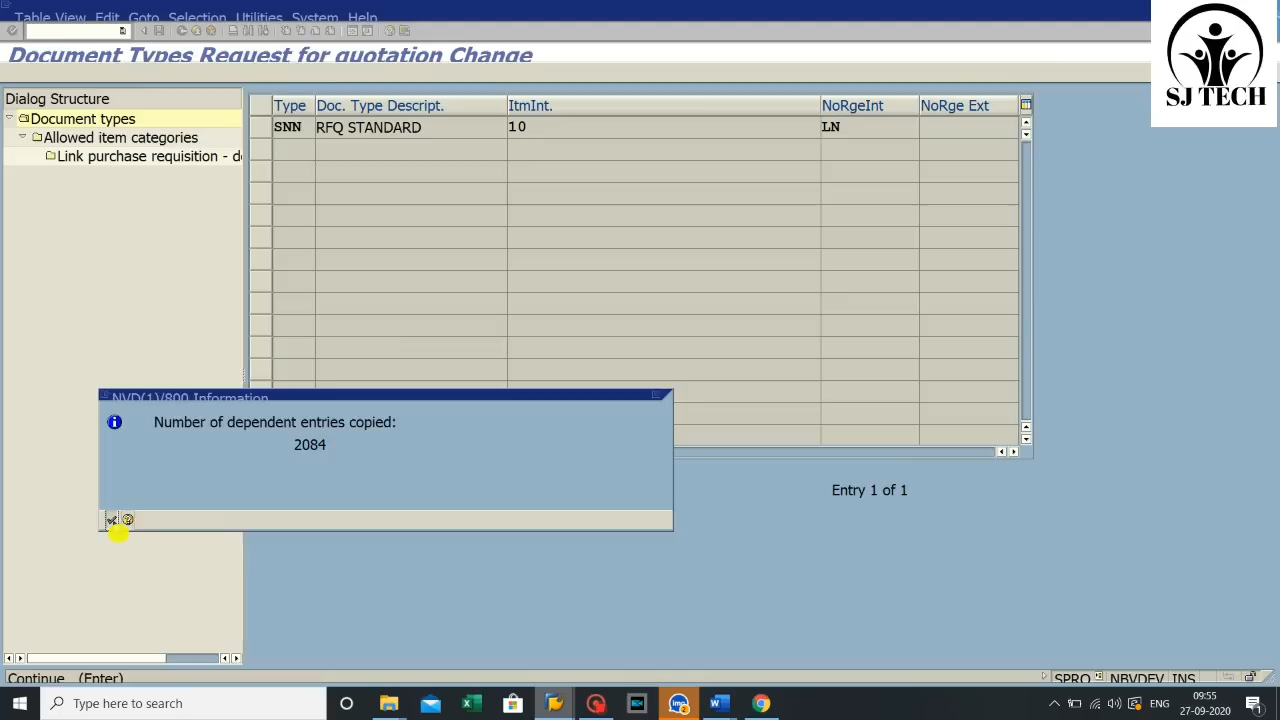 Table View Edit Goto Selection Utilities System Help
Document Types Request for quotation Change
SJ TECH
Dialog Structure
Document types
Allowed item categories
Link purchase requisition - d
Type Doc. Type Descript. ItmInt. NoRgeInt NoRge Ext
SNN RFQ STANDARD 10 LN
NVD(1)/800 Information
Number of dependent entries copied:
2084
Entry 1 of 1
Continue (Enter)
SPRO NBVDEV INS
Type here to search
ENG
09:55
27-09-2020